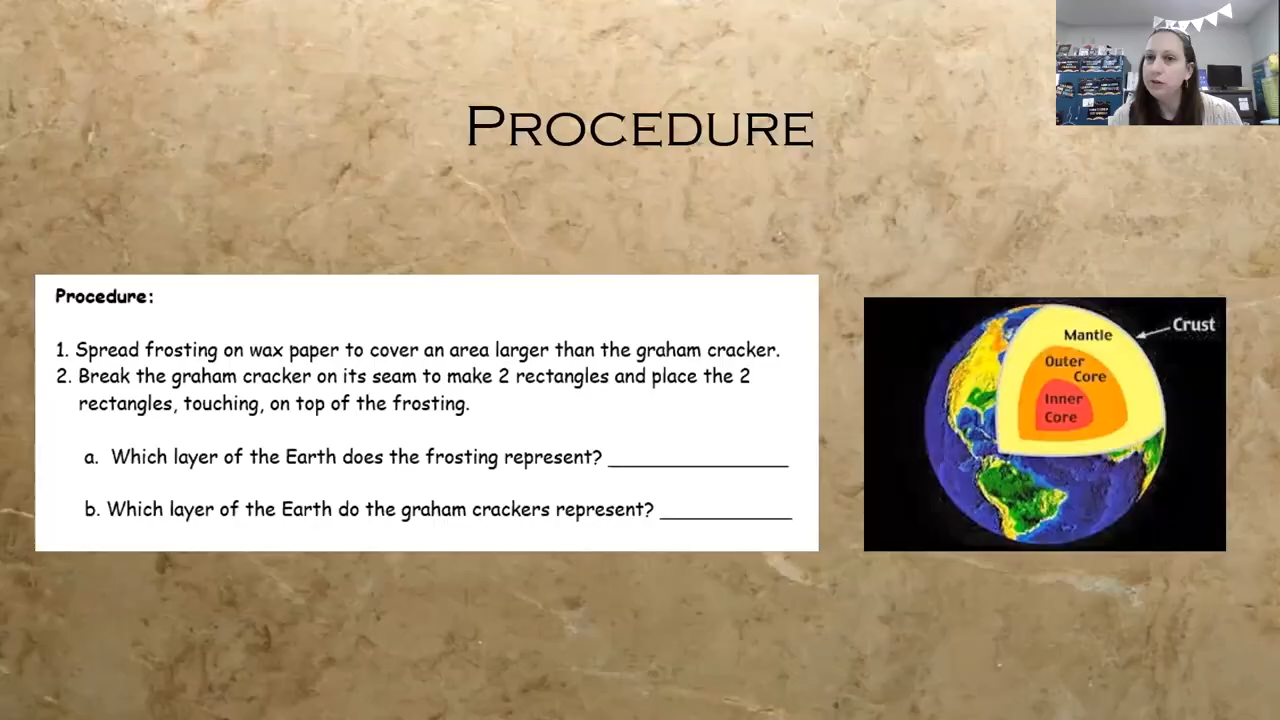 PROCEDURE
Procedure:
1. Spread frosting on wax paper to cover an area larger than the graham cracker.
2. Break the graham cracker on its seam to make 2 rectangles and place the 2
rectangles, touching, on top of the frosting.
a. Which layer of the Earth does the frosting represent? _________________
b. Which layer of the Earth do the graham crackers represent? ____________
Crust
Mantle
Outer
Core
Inner
Core